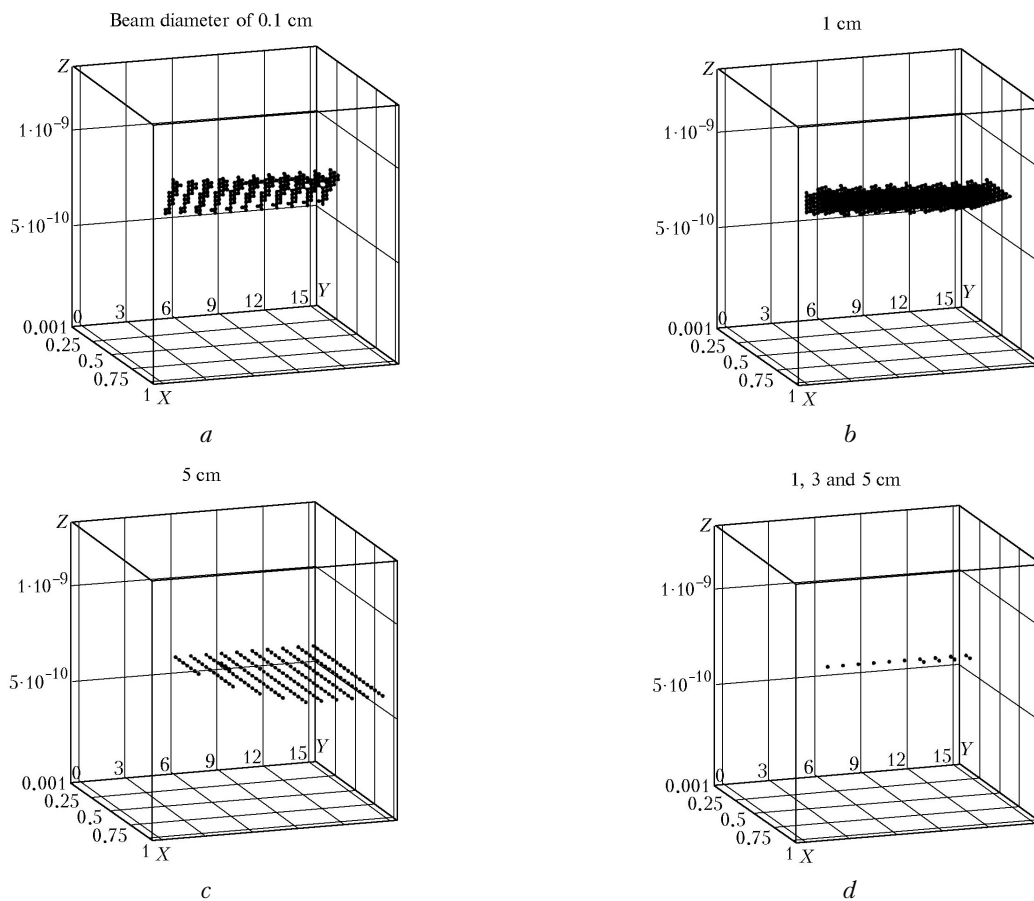 Beam diameter of 0.1 cm
Z
1·10⁻⁹
5·10⁻¹⁰
0 3 6 9 12 15 Y
0.001
0.25
0.5
0.75
1 X
a
1 cm
Z
1·10⁻⁹
5·10⁻¹⁰
0 3 6 9 12 15 Y
0.001
0.25
0.5
0.75
1 X
b
5 cm
Z
1·10⁻⁹
5·10⁻¹⁰
0 3 6 9 12 15 Y
0.001
0.25
0.5
0.75
1 X
c
1, 3 and 5 cm
Z
1·10⁻⁹
5·10⁻¹⁰
0 3 6 9 12 15 Y
0.001
0.25
0.5
0.75
1 X
d